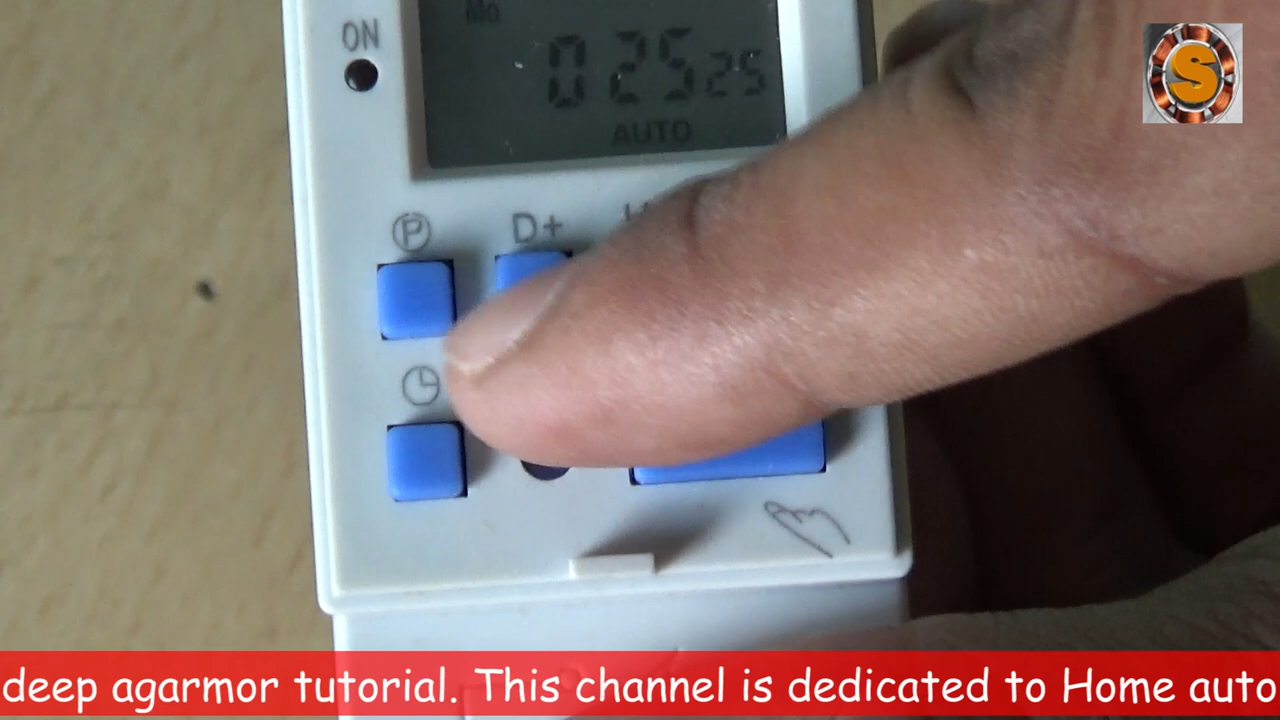 Mo
ON
0 25 25
AUTO
P
D+
S
deep agarmor tutorial. This channel is dedicated to Home auto